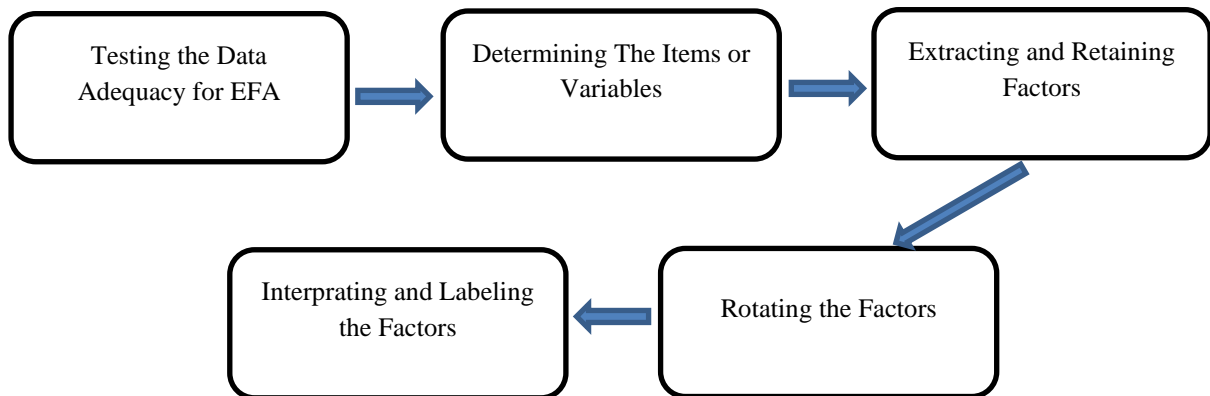 Testing the Data
Adequacy for EFA
Determining The Items or
Variables
Extracting and Retaining
Factors
Rotating the Factors
Interprating and Labeling
the Factors